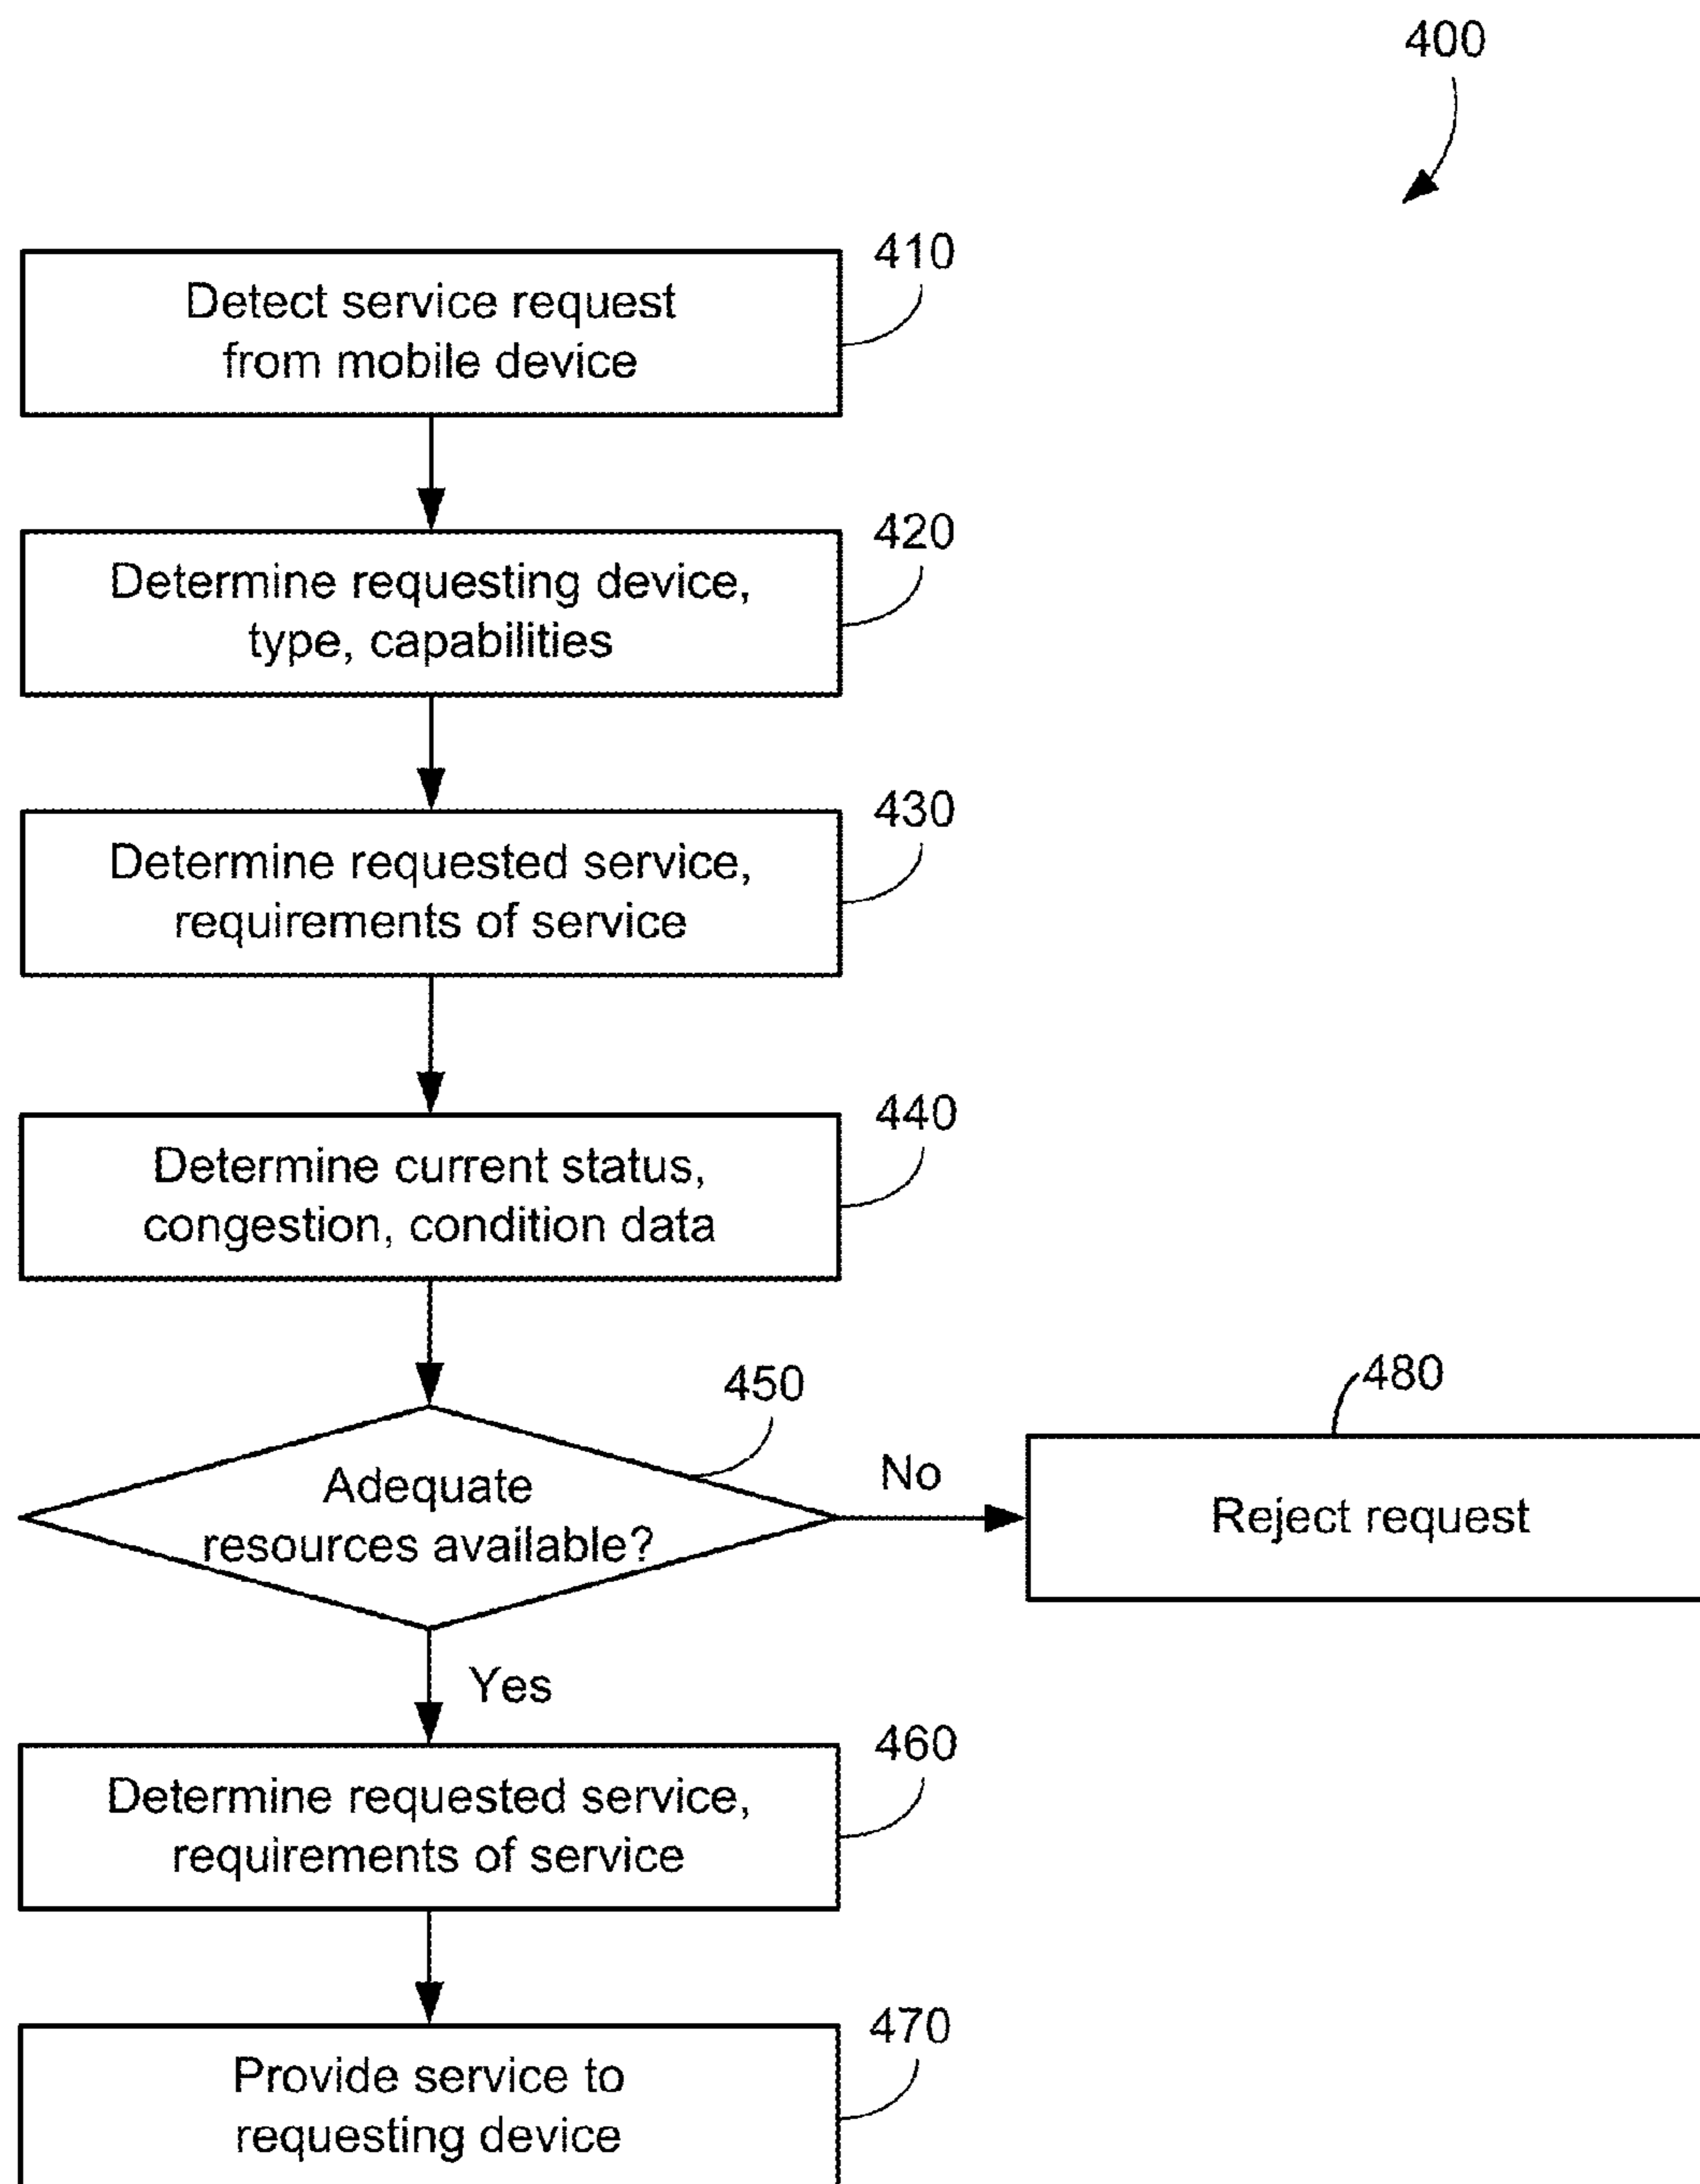 400
410
Detect service request
from mobile device
420
Determine requesting device,
type, capabilities
430
Determine requested service,
requirements of service
440
Determine current status,
congestion, condition data
450
Adequate
resources available?
No
480
Reject request
Yes
460
Determine requested service,
requirements of service
470
Provide service to
requesting device